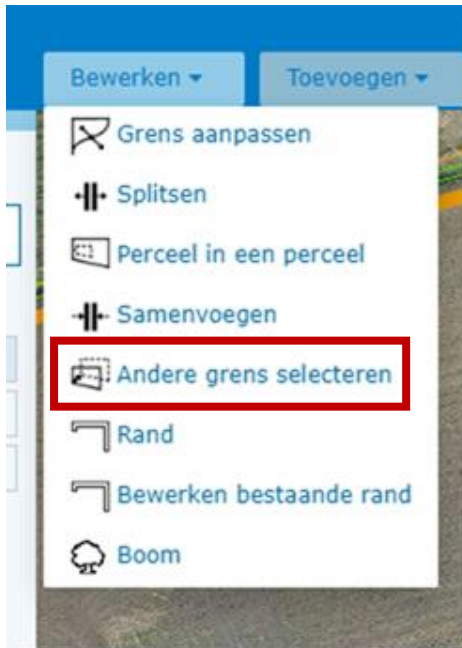 Bewerken Toevoegen
Grens aanpassen
Splitsen
Perceel in een perceel
Samenvoegen
Andere grens selecteren
Rand
Bewerken bestaande rand
Boom